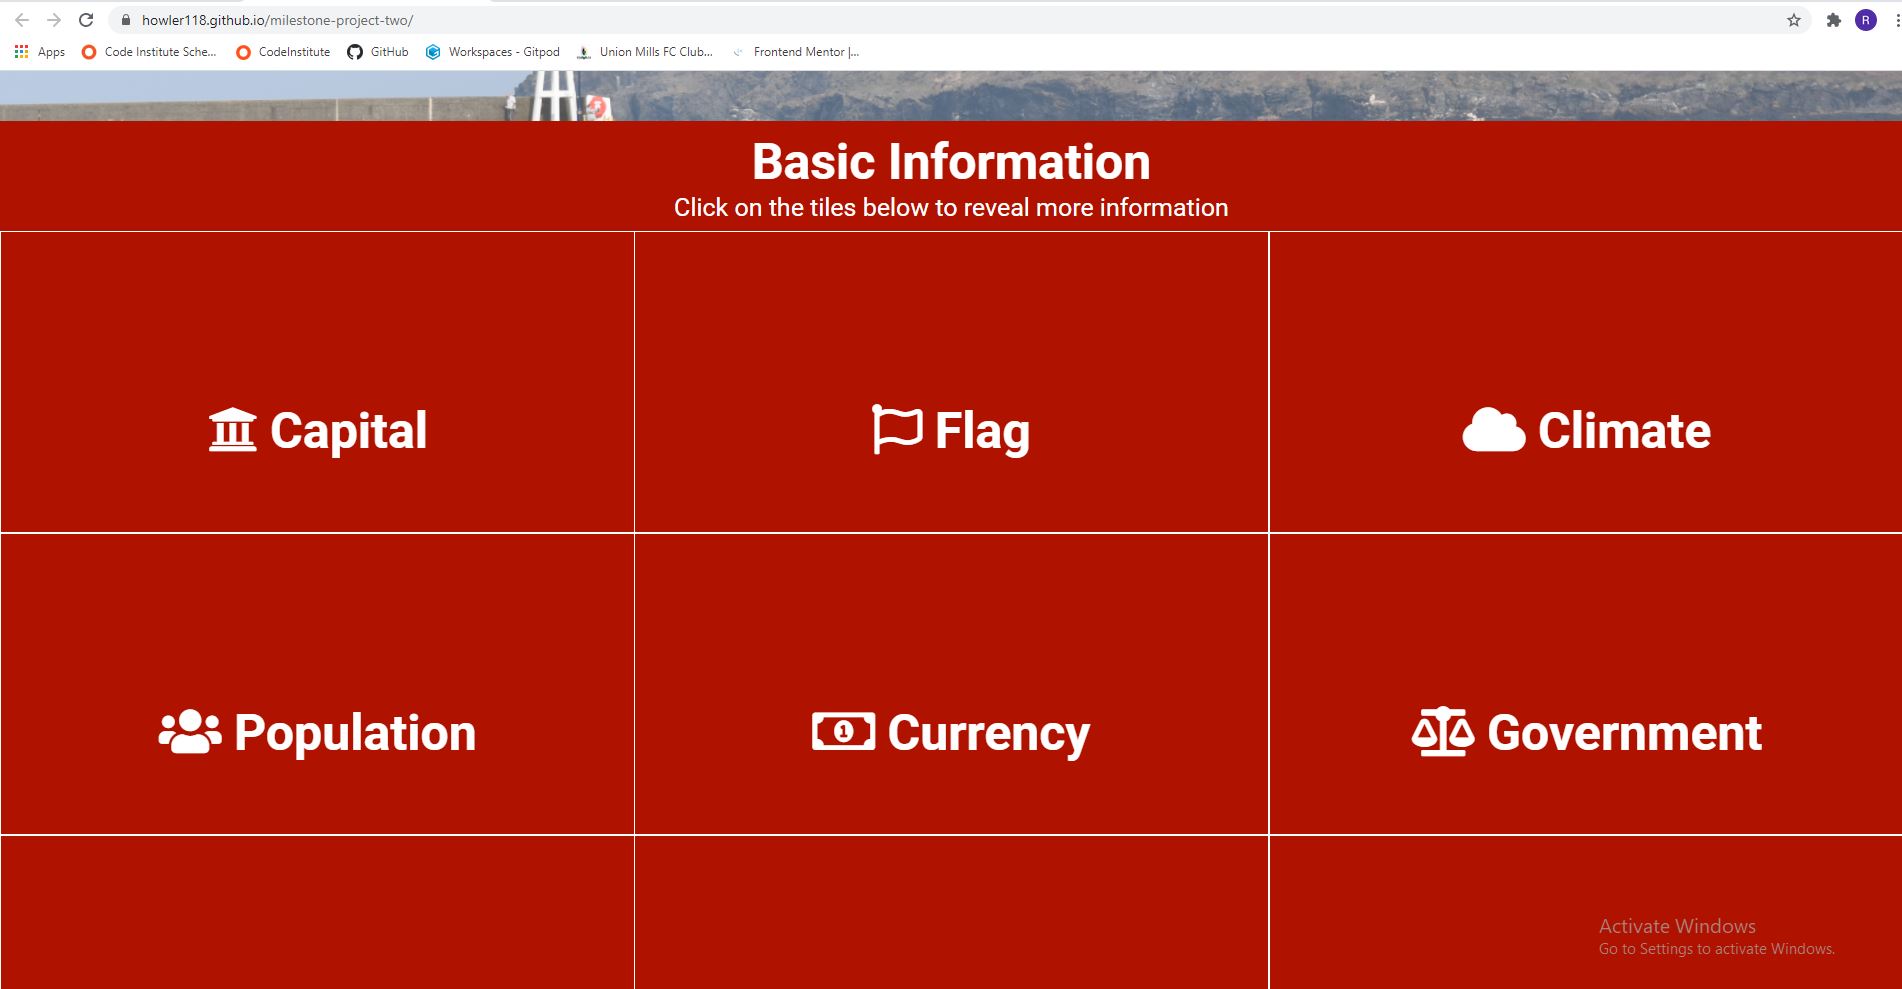 howler118.github.io/milestone-project-two/
R
Apps
Code Institute Sche...
CodeInstitute
GitHub
Workspaces - Gitpod
Union Mills FC Club...
Frontend Mentor |...
Basic Information
Click on the tiles below to reveal more information
Capital
Flag
Climate
Population
1
Currency
Government
Activate Windows
Go to Settings to activate Windows.